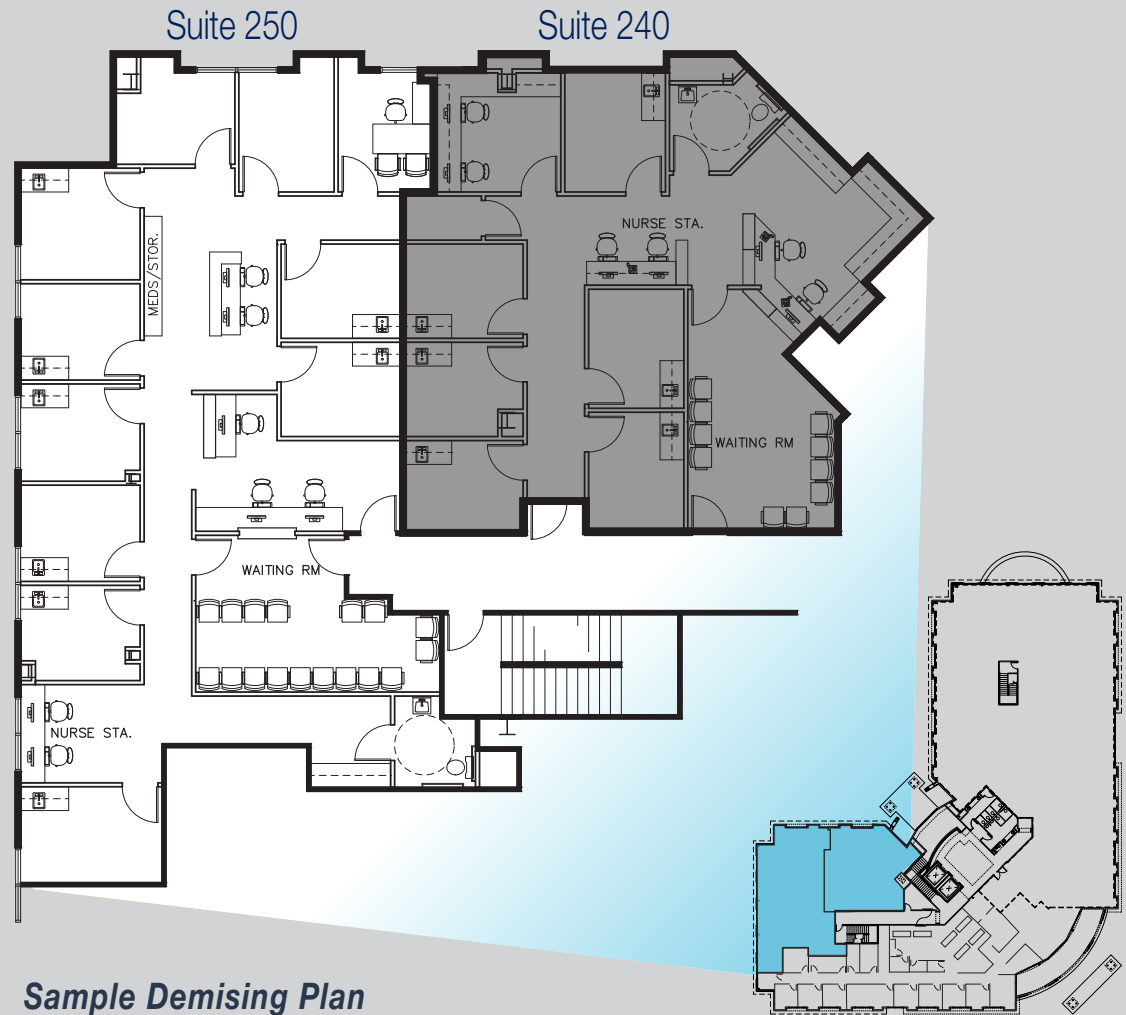 Suite 250
Suite 240
NURSE STA.
MEDS/STOR.
WAITING RM
WAITING RM
NURSE STA.
Sample Demising Plan